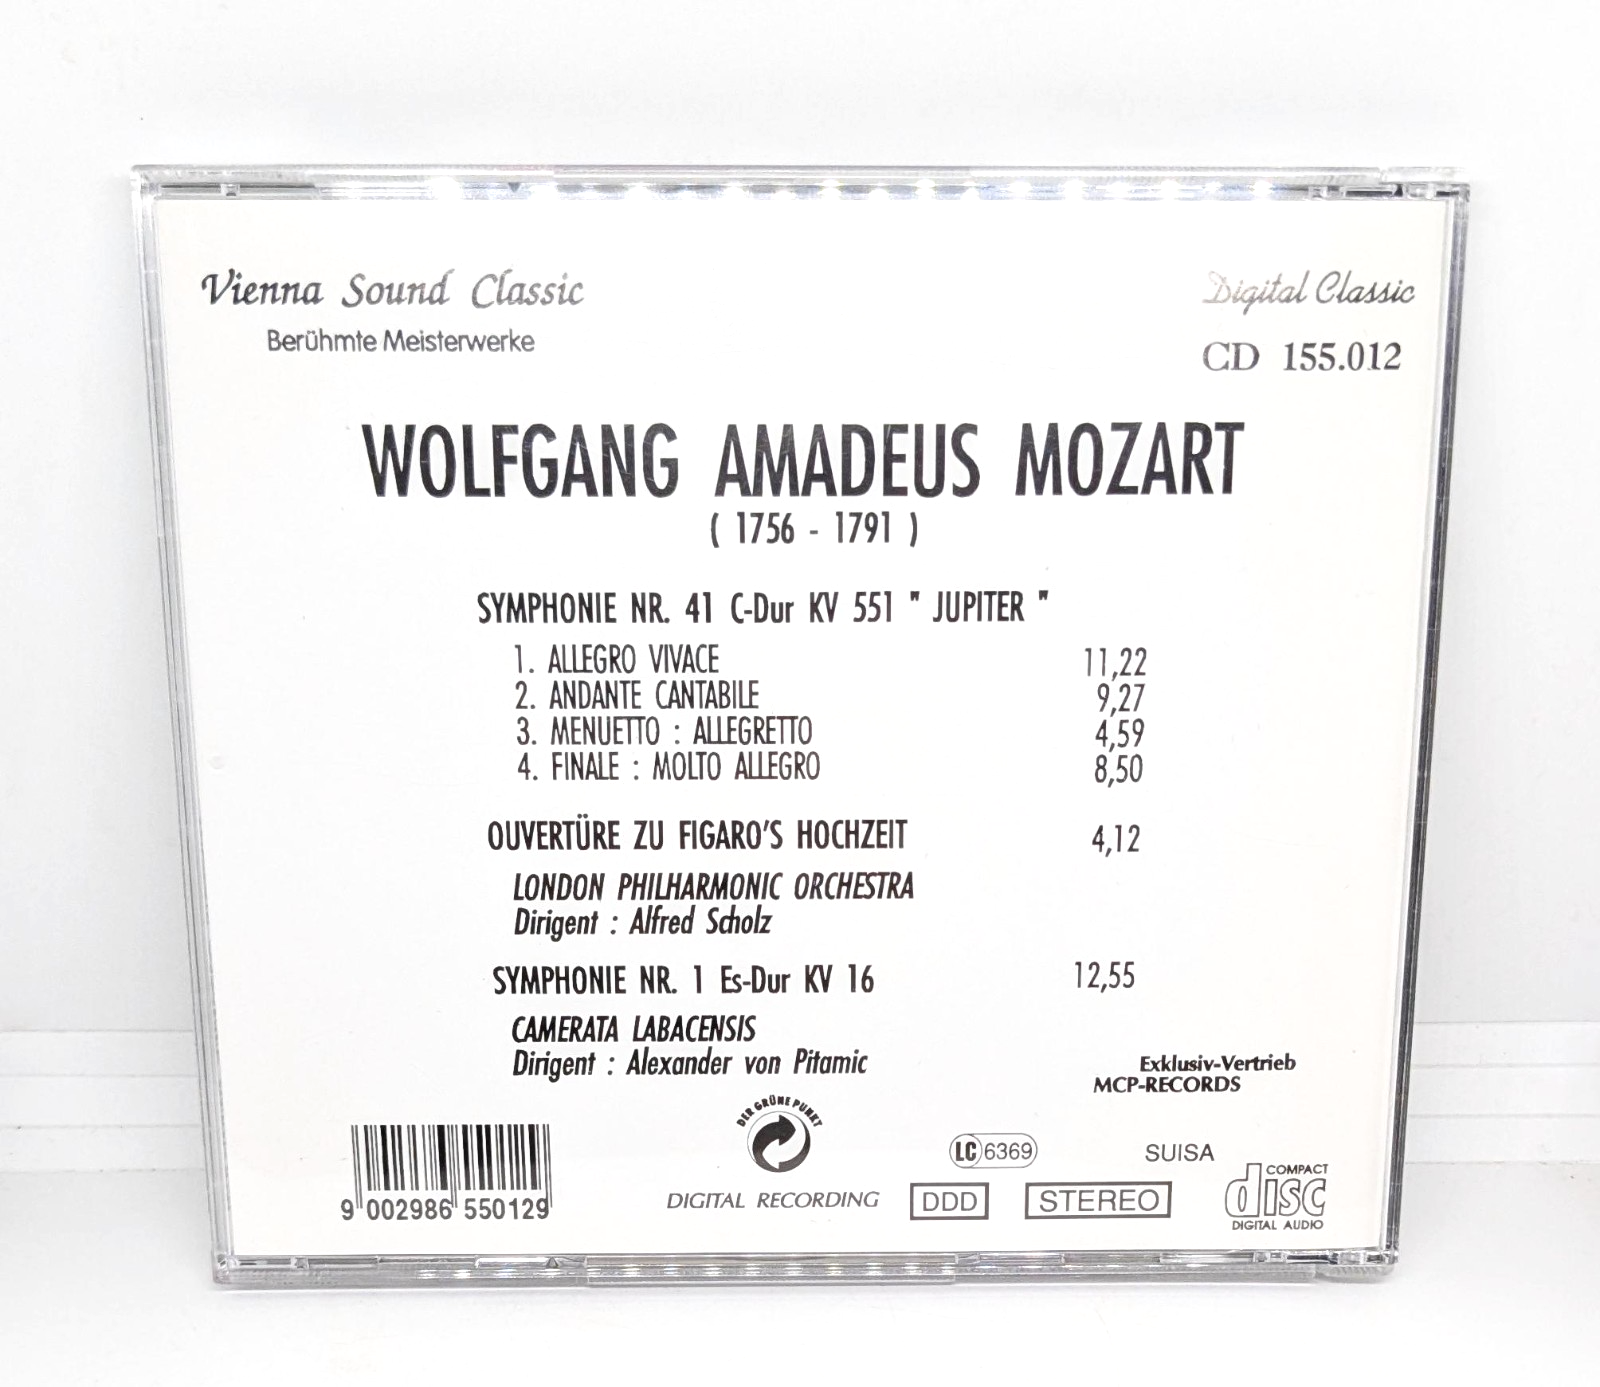 Vienna Sound Classic
Berühmte Meisterwerke
Digital Classic
CD 155.012
WOLFGANG AMADEUS MOZART
( 1756 - 1791 )
SYMPHONIE NR. 41 C-Dur KV 551 " JUPITER "
1. ALLEGRO VIVACE 11,22
2. ANDANTE CANTABILE 9,27
3. MENUETTO : ALLEGRETTO 4,59
4. FINALE : MOLTO ALLEGRO 8,50
OUVERTÜRE ZU FIGARO'S HOCHZEIT 4,12
LONDON PHILHARMONIC ORCHESTRA
Dirigent : Alfred Scholz
SYMPHONIE NR. 1 Es-Dur KV 16 12,55
CAMERATA LABACENSIS
Dirigent : Alexander von Pitamic
Exklusiv-Vertrieb
MCP-RECORDS
DER GRÜNE PUNKT
LC 6369
SUISA
9 002986 550129
DIGITAL RECORDING
DDD
STEREO
COMPACT
disc
DIGITAL AUDIO